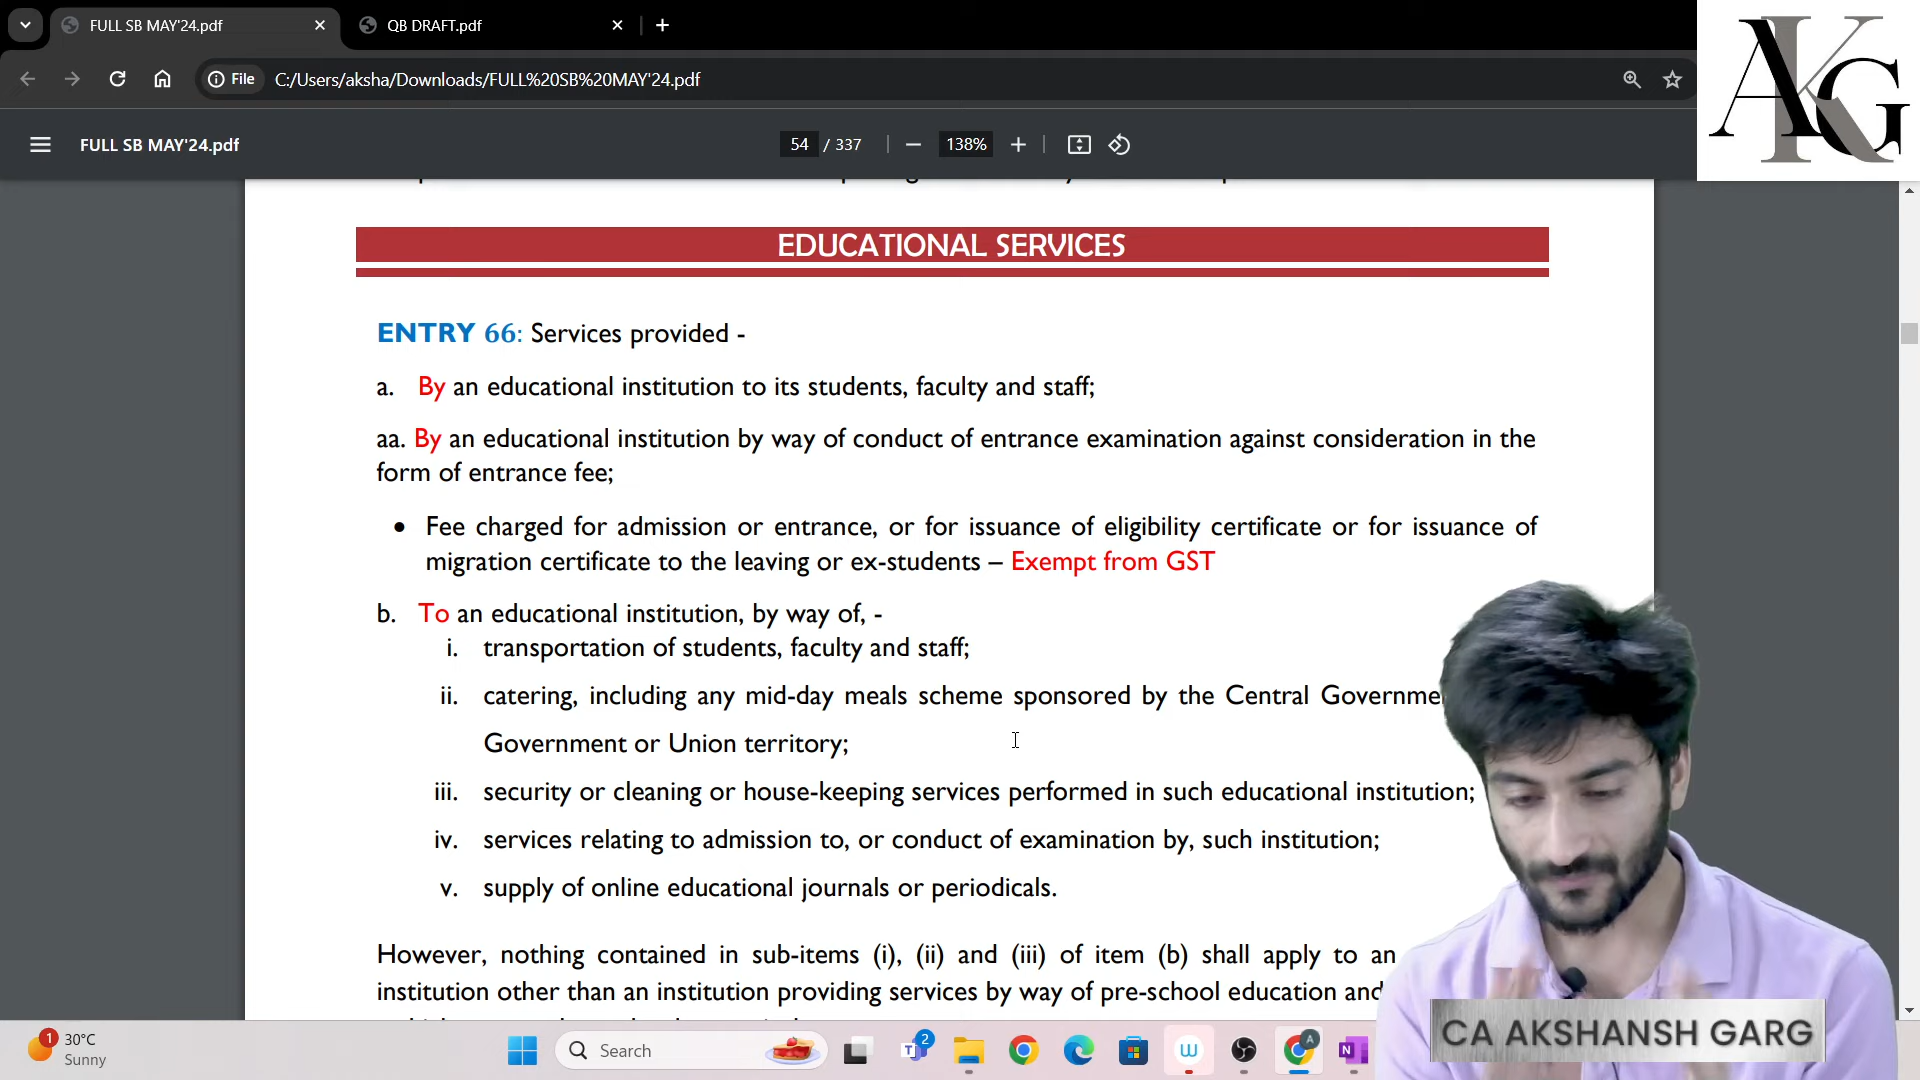 FULL SB MAY'24.pdf
QB DRAFT.pdf
File
C:/Users/aksha/Downloads/FULL%20SB%20MAY'24.pdf
AKG
FULL SB MAY'24.pdf
54 / 337
138%
EDUCATIONAL SERVICES
ENTRY 66: Services provided -
a. By an educational institution to its students, faculty and staff;
aa. By an educational institution by way of conduct of entrance examination against consideration in the
form of entrance fee;
• Fee charged for admission or entrance, or for issuance of eligibility certificate or for issuance of
migration certificate to the leaving or ex-students – Exempt from GST
b. To an educational institution, by way of, -
i. transportation of students, faculty and staff;
ii. catering, including any mid-day meals scheme sponsored by the Central
Government or Union territory;
iii. security or cleaning or house-keeping services performed in such educational institution;
iv. services relating to admission to, or conduct of examination by, such institution;
v. supply of online educational journals or periodicals.
However, nothing contained in sub-items (i), (ii) and (iii) of item (b) shall apply to an
institution other than an institution providing services by way of pre-school education and
CA AKSHANSH GARG
1
30°C
Sunny
Search
2
A